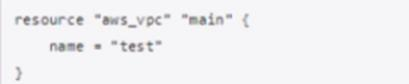 resource "aws_vpc" "main" {
    name = "test"
}